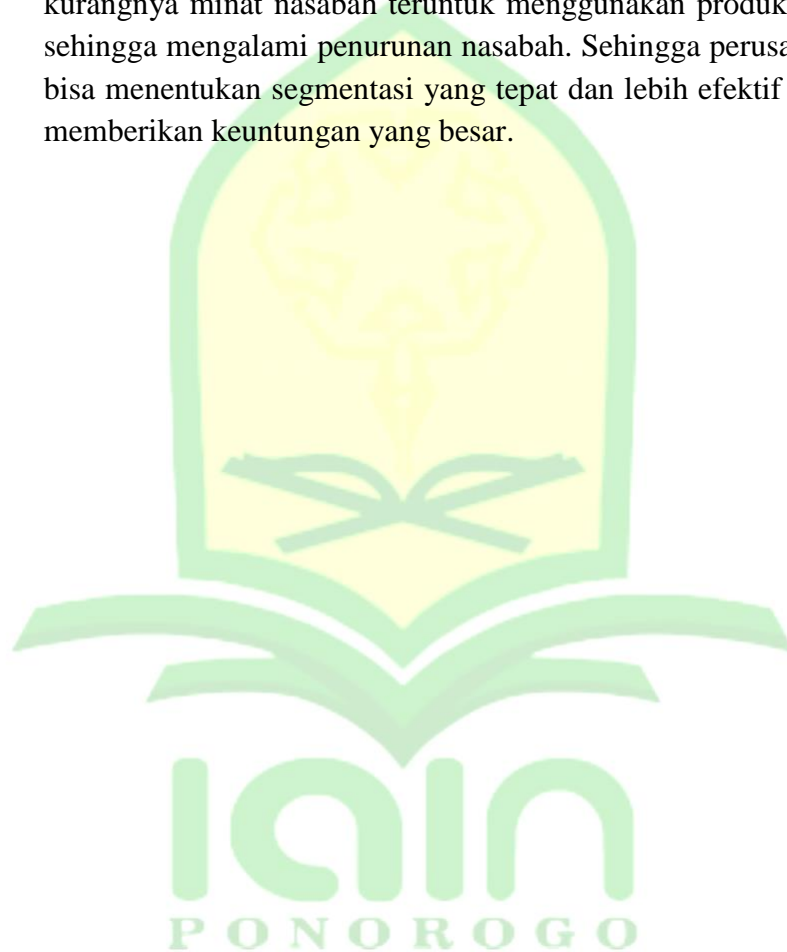 kurangnya minat nasabah teruntuk menggunakan produk
sehingga mengalami penurunan nasabah. Sehingga
bisa menentukan segmentasi yang tepat dan lebih efektif
memberikan keuntungan yang besar.
iain
PONOROGO